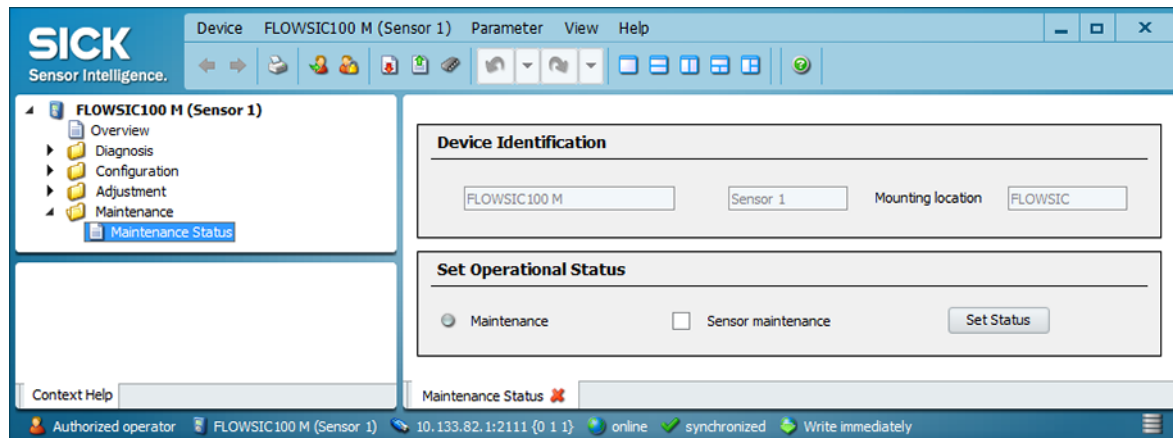 SICK
Sensor Intelligence.
Device FLOWSIC100 M (Sensor 1) Parameter View Help
FLOWSIC100 M (Sensor 1)
Overview
Diagnosis
Configuration
Adjustment
Maintenance
Maintenance Status
Context Help
Device Identification
FLOWSIC100 M Sensor 1 Mounting location FLOWSIC
Set Operational Status
Maintenance Sensor maintenance Set Status
Maintenance Status
Authorized operator FLOWSIC100 M (Sensor 1) 10.133.82.1:2111 {0 1 1} online synchronized Write immediately